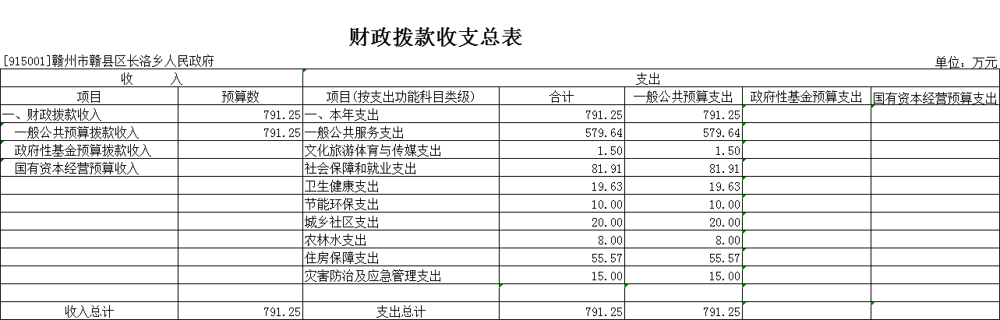 财政拨款收支总表
[915001]赣州市赣县区长洛乡人民政府 单位：万元
收 入 支出
项目 预算数 项目(按支出功能科目类级) 合计 一般公共预算支出 政府性基金预算支出 国有资本经营预算支出
一、财政拨款收入 791.25 一、本年支出 791.25 791.25
一般公共预算拨款收入 791.25 一般公共服务支出 579.64 579.64
政府性基金预算拨款收入 文化旅游体育与传媒支出 1.50 1.50
国有资本经营预算收入 社会保障和就业支出 81.91 81.91
卫生健康支出 19.63 19.63
节能环保支出 10.00 10.00
城乡社区支出 20.00 20.00
农林水支出 8.00 8.00
住房保障支出 55.57 55.57
灾害防治及应急管理支出 15.00 15.00
收入总计 791.25 支出总计 791.25 791.25